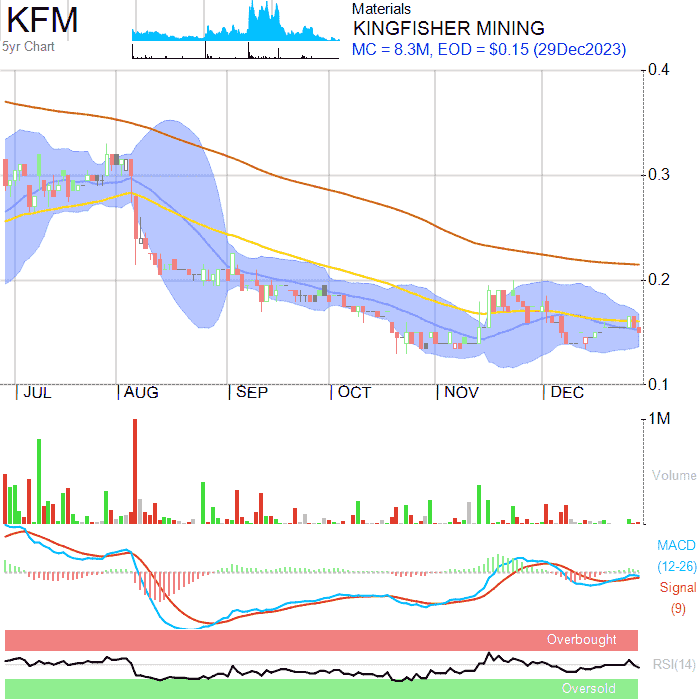 KFM
5yr Chart
Materials
KINGFISHER MINING
MC = 8.3M, EOD = $0.15 (29Dec2023)
0.4
0.3
0.2
0.1
JUL AUG SEP OCT NOV DEC
1M
Volume
MACD
(12-26)
Signal
(9)
Overbought
RSI(14)
Oversold